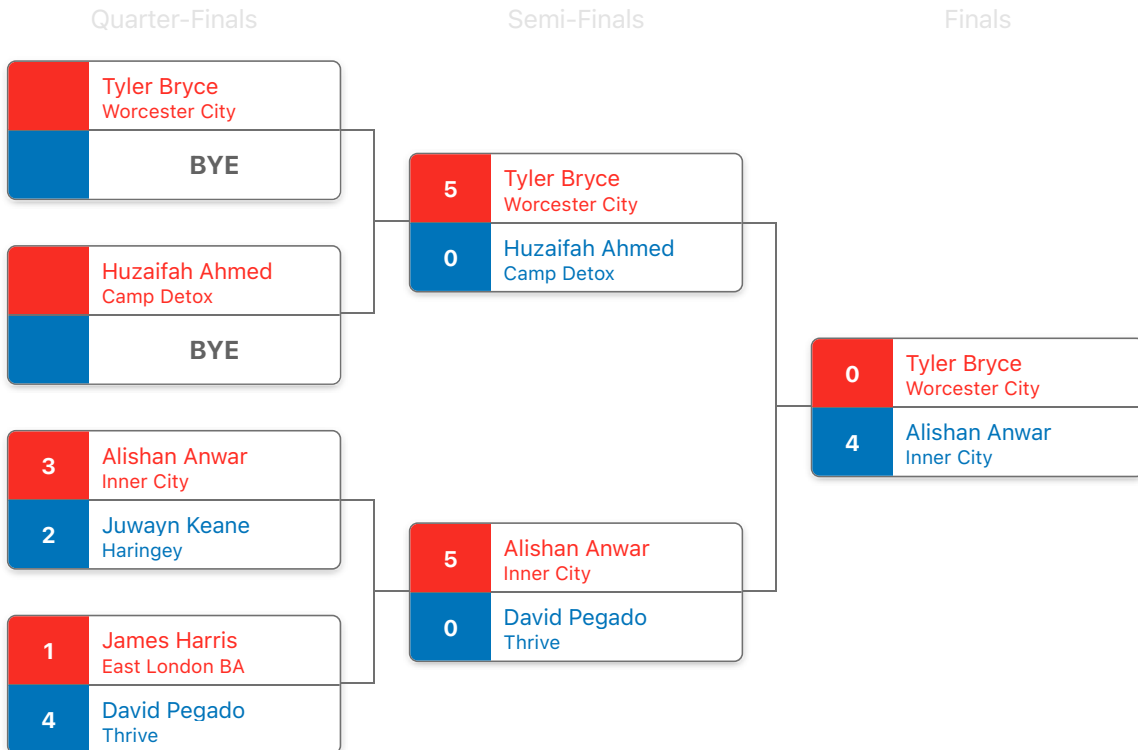 Quarter-Finals
Semi-Finals
Finals
Tyler Bryce
Worcester City
BYE
Huzaifah Ahmed
Camp Detox
BYE
3
Alishan Anwar
Inner City
2
Juwayn Keane
Haringey
1
James Harris
East London BA
4
David Pegado
Thrive
5
Tyler Bryce
Worcester City
0
Huzaifah Ahmed
Camp Detox
5
Alishan Anwar
Inner City
0
David Pegado
Thrive
0
Tyler Bryce
Worcester City
4
Alishan Anwar
Inner City